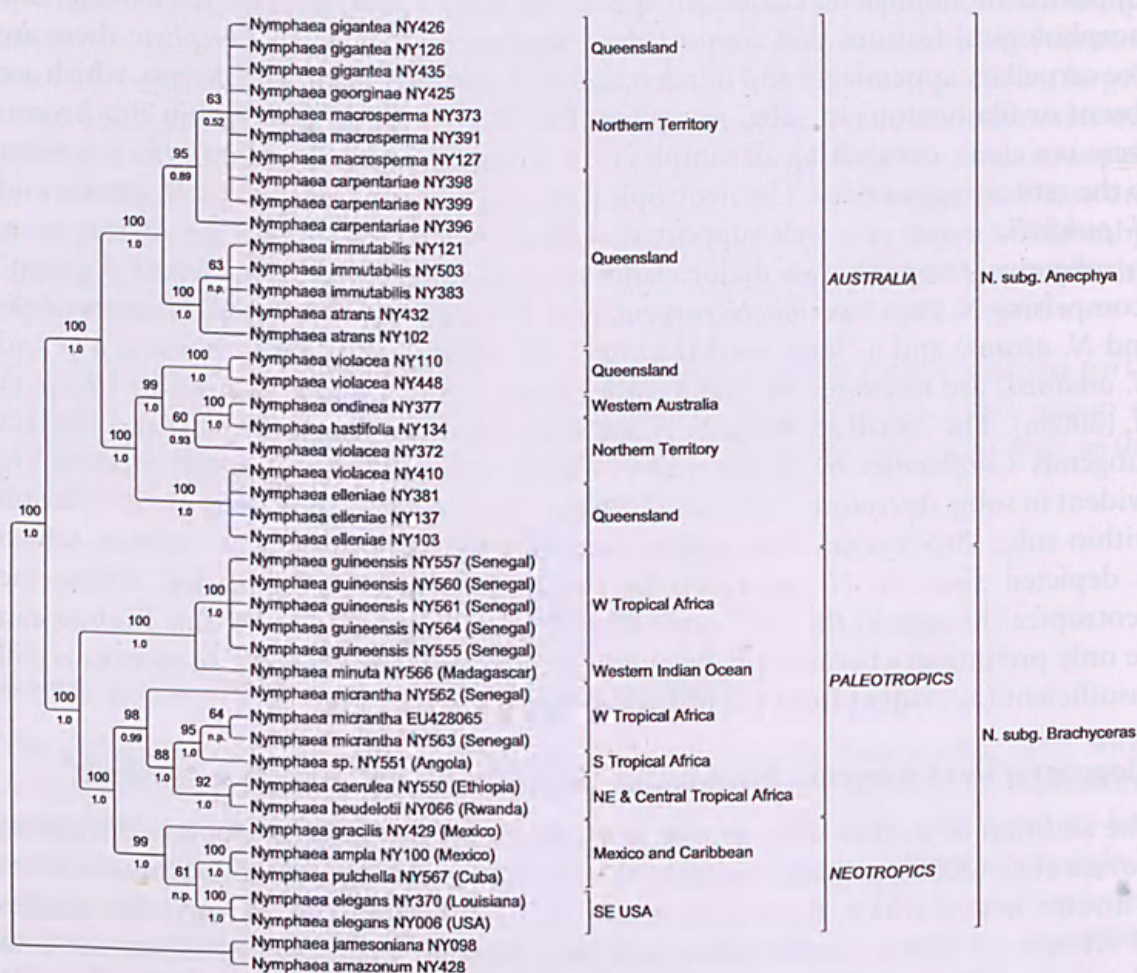 Nymphaea gigantea NY426
Nymphaea gigantea NY126
Nymphaea gigantea NY435
Nymphaea georginae NY425
Nymphaea macrosperma NY373
Nymphaea macrosperma NY391
Nymphaea macrosperma NY127
Nymphaea carpentariae NY398
Nymphaea carpentariae NY399
Nymphaea carpentariae NY396
Nymphaea immutabilis NY121
Nymphaea immutabilis NY503
Nymphaea immutabilis NY383
Nymphaea atrans NY432
Nymphaea atrans NY102
Nymphaea violacea NY110
Nymphaea violacea NY448
Nymphaea ondinea NY377
Nymphaea hastifolia NY134
Nymphaea violacea NY372
Nymphaea violacea NY410
Nymphaea elleniae NY381
Nymphaea elleniae NY137
Nymphaea elleniae NY103
Nymphaea guineensis NY557 (Senegal)
Nymphaea guineensis NY560 (Senegal)
Nymphaea guineensis NY561 (Senegal)
Nymphaea guineensis NY564 (Senegal)
Nymphaea guineensis NY555 (Senegal)
Nymphaea minuta NY566 (Madagascar)
Nymphaea micrantha NY562 (Senegal)
Nymphaea micrantha EU428065
Nymphaea micrantha NY563 (Senegal)
Nymphaea sp. NY551 (Angola)
Nymphaea caerulea NY550 (Ethiopia)
Nymphaea heudelotii NY066 (Rwanda)
Nymphaea gracilis NY429 (Mexico)
Nymphaea ampla NY100 (Mexico)
Nymphaea pulchella NY567 (Cuba)
Nymphaea elegans NY370 (Louisiana)
Nymphaea elegans NY008 (USA)
Nymphaea jamesoniana NY098
Nymphaea amazonum NY428
63
0.52
95
0.89
100
1.0
63
n.p.
100
1.0
100
1.0
100
1.0
99
1.0
100
1.0
60
0.93
100
1.0
100
1.0
100
1.0
100
1.0
100
1.0
100
1.0
98
0.99
64
n.p.
95
1.0
88
1.0
92
1.0
100
1.0
99
1.0
100
1.0
61
n.p.
100
1.0
Queensland
Northern Territory
Queensland
Queensland
Western Australia
Northern Territory
Queensland
W Tropical Africa
Western Indian Ocean
W Tropical Africa
S Tropical Africa
NE & Central Tropical Africa
Mexico and Caribbean
SE USA
AUSTRALIA
PALEOTROPICS
NEOTROPICS
N. subg. Anecphya
N. subg. Brachyceras